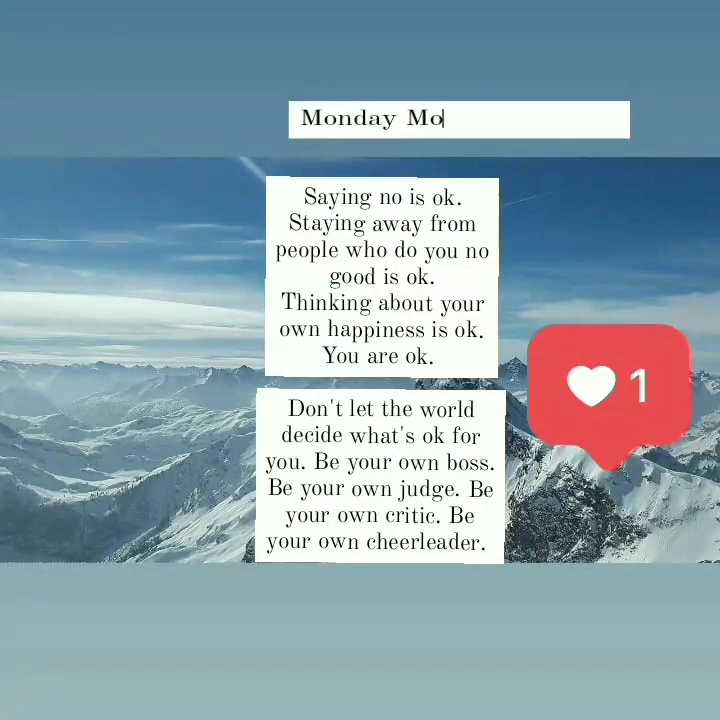 Monday Mo
Saying no is ok.
Staying away from
people who do you no
good is ok.
Thinking about your
own happiness is ok.
You are ok.
1
Don't let the world
decide what's ok for
you. Be your own boss.
Be your own judge. Be
your own critic. Be
your own cheerleader.